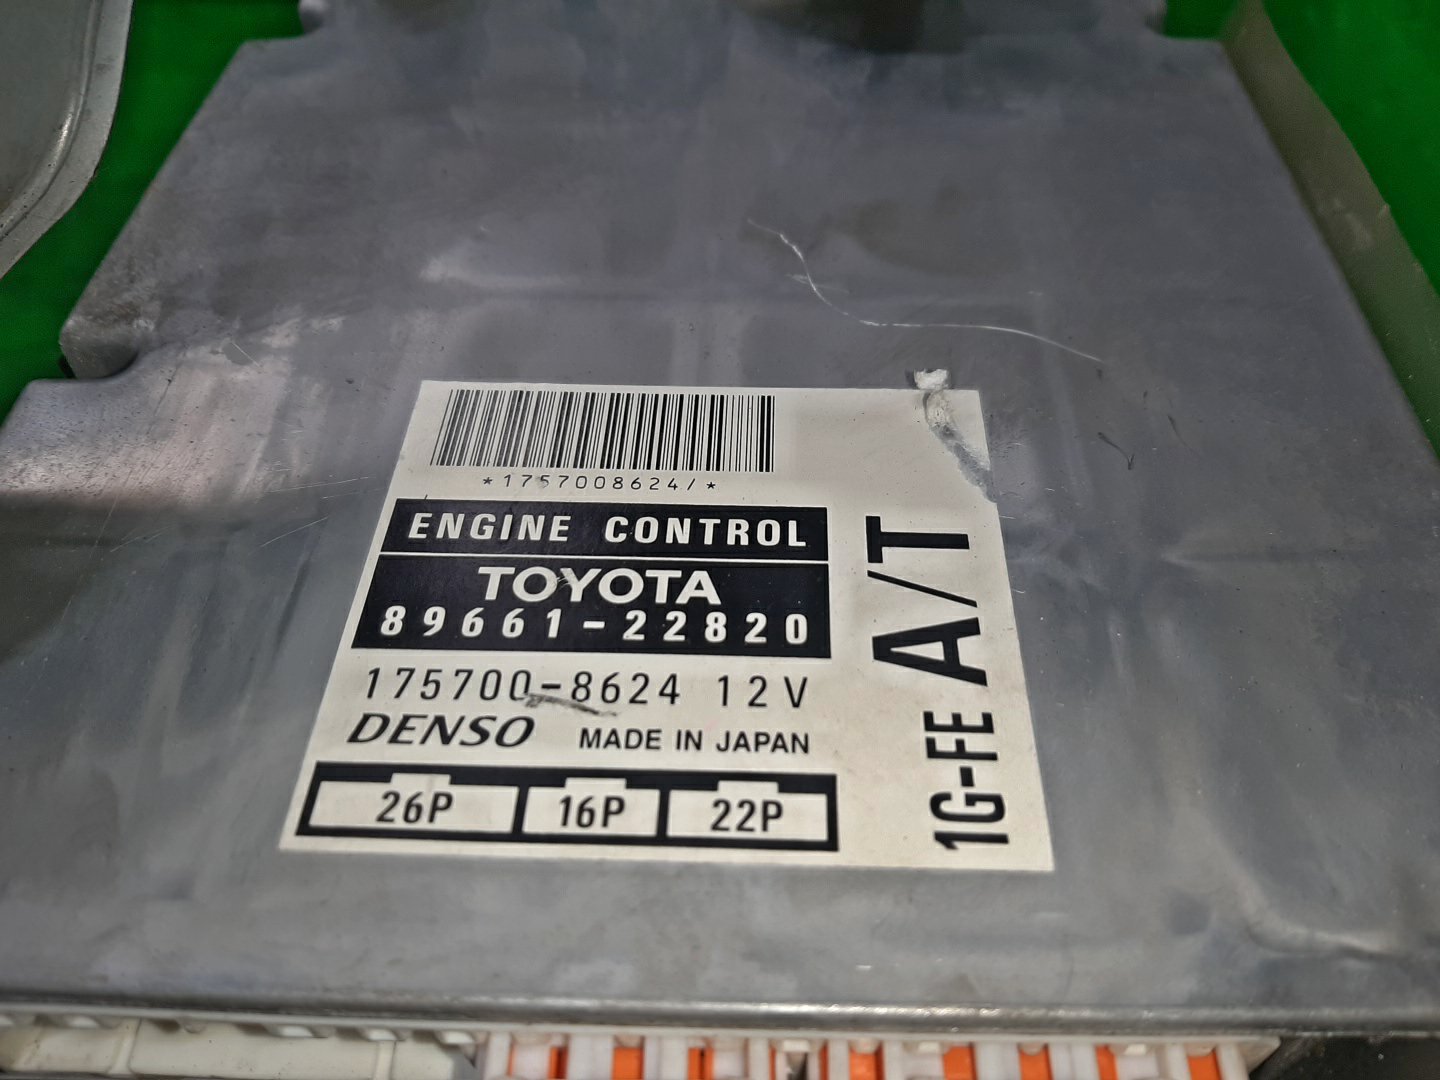 *1757008624/*
ENGINE CONTROL
TOYOTA
89661-22820
175700-8624 12V
DENSO MADE IN JAPAN
26P 16P 22P
1G-FE A/T